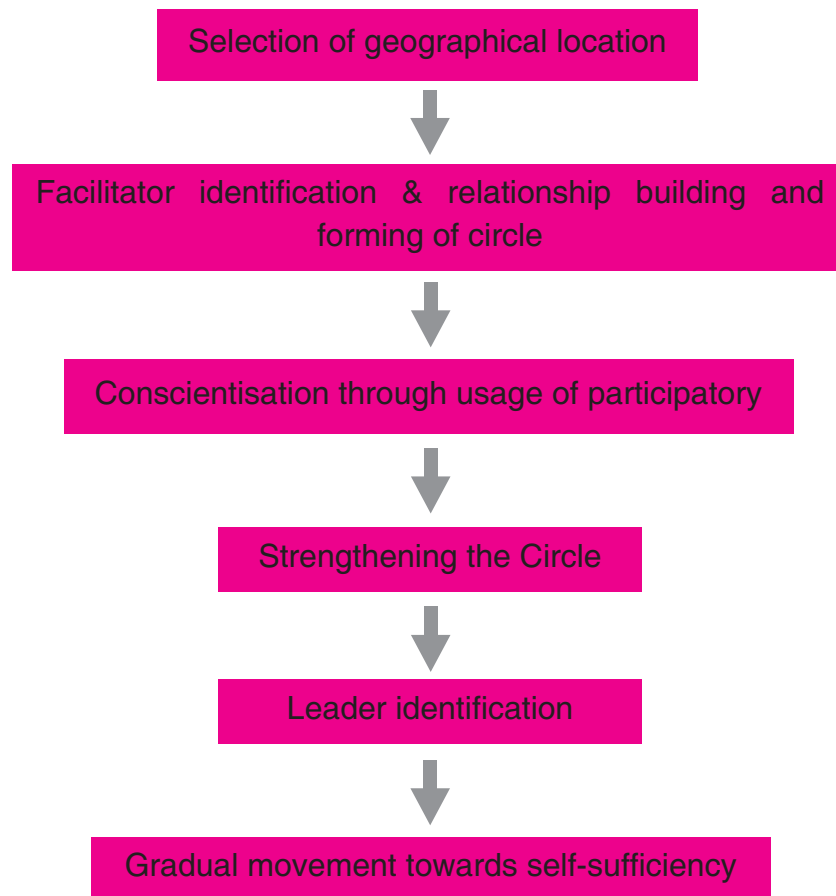 Selection of geographical location
Facilitator identification & relationship building and
forming of circle
Conscientisation through usage of participatory
Strengthening the Circle
Leader identification
Gradual movement towards self-sufficiency